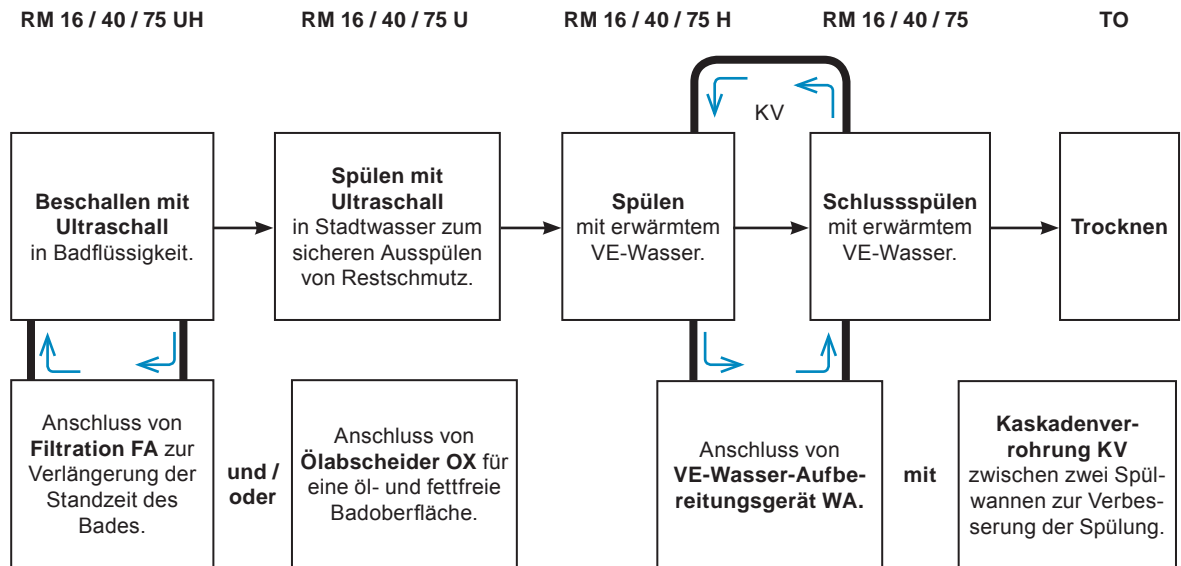 RM 16 / 40 / 75 UH
RM 16 / 40 / 75 U
RM 16 / 40 / 75 H
RM 16 / 40 / 75
TO
KV
Beschallen mit
Ultraschall
in Badflüssigkeit.
Spülen mit
Ultraschall
in Stadtwasser zum
sicheren Ausspülen
von Restschmutz.
Spülen
mit erwärmtem
VE-Wasser.
Schlussspülen
mit erwärmtem
VE-Wasser.
Trocknen
Anschluss von
Filtration FA zur
Verlängerung der
Standzeit des
Bades.
und /
oder
Anschluss von
Ölabscheider OX für
eine öl- und fettfreie
Badoberfläche.
Anschluss von
VE-Wasser-Aufbe-
reitungsgerät WA.
mit
Kaskadenver-
rohrung KV
zwischen zwei Spül-
wannen zur Verbes-
serung der Spülung.